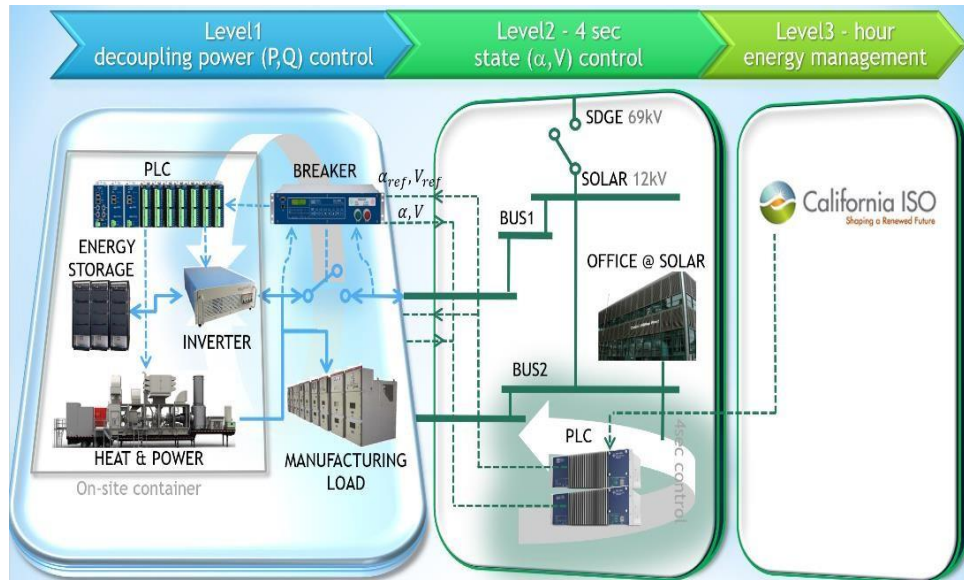 Level1
decoupling power (P,Q) control
Level2 - 4 sec
state (α,V) control
Level3 - hour
energy management
PLC
BREAKER
α_ref, V_ref
α,V
ENERGY
STORAGE
INVERTER
HEAT & POWER
MANUFACTURING
LOAD
On-site container
SDGE 69kV
SOLAR 12kV
BUS1
OFFICE @ SOLAR
BUS2
PLC
4sec control
California ISO
Shaping a Renewed Future